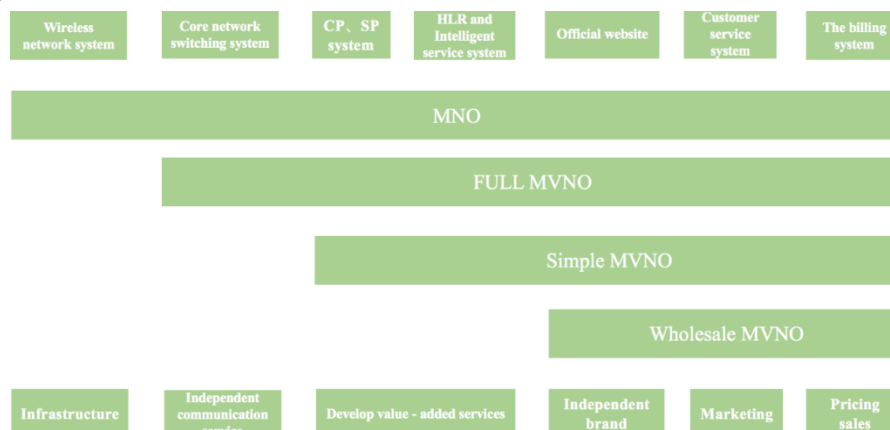 Wireless
network system
Core network
switching system
CP、SP
system
HLR and
Intelligent
service system
Official website
Customer
service
system
The billing
system
MNO
FULL MVNO
Simple MVNO
Wholesale MVNO
Infrastructure
Independent
communication
service
Develop value - added services
Independent
brand
Marketing
Pricing
sales